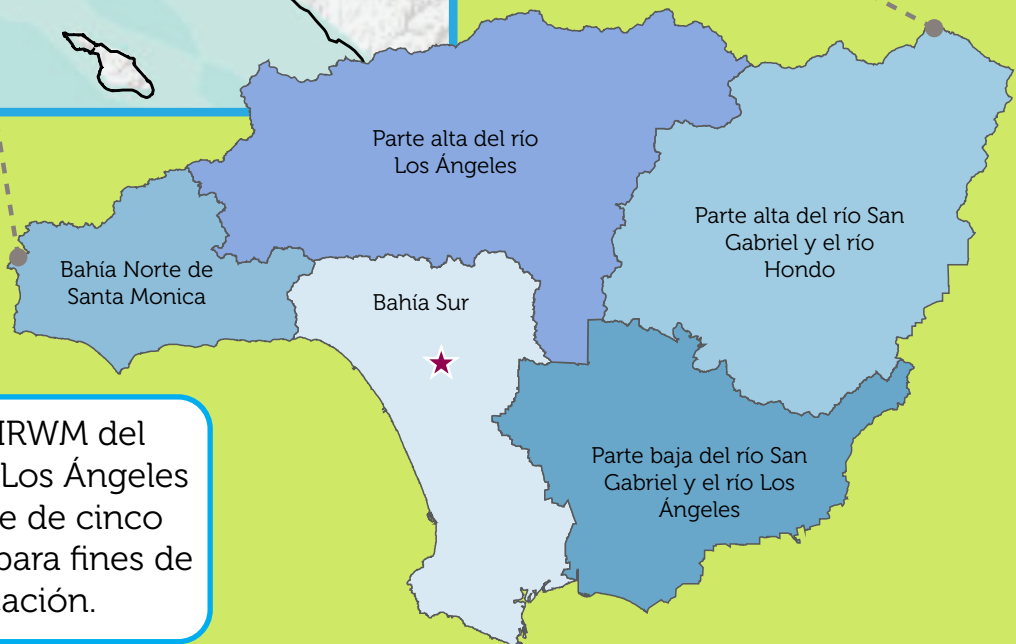 Parte alta del río
Los Ángeles
Parte alta del río San
Gabriel y el río
Hondo
Bahía Norte de
Santa Monica
Bahía Sur
Parte baja del río San
Gabriel y el río Los
Ángeles
IRWM del
Los Ángeles
de cinco
para fines de